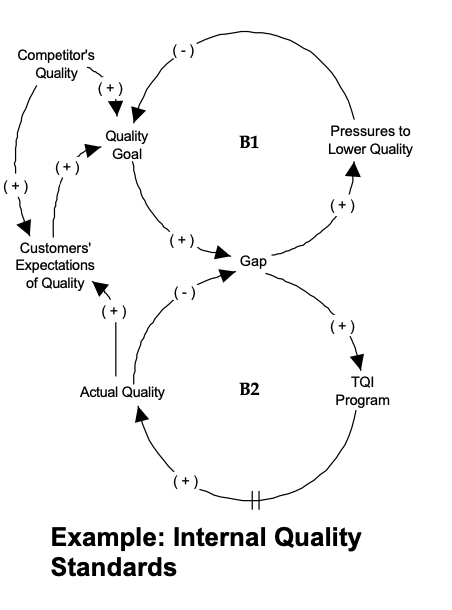 Competitor's
Quality
( - )
( + )
Quality
Goal
B1
Pressures to
Lower Quality
( + )
( + )
( + )
Customers'
Expectations
of Quality
( + )
Gap
( - )
( + )
( + )
Actual Quality
B2
TQI
Program
( + )
Example: Internal Quality
Standards